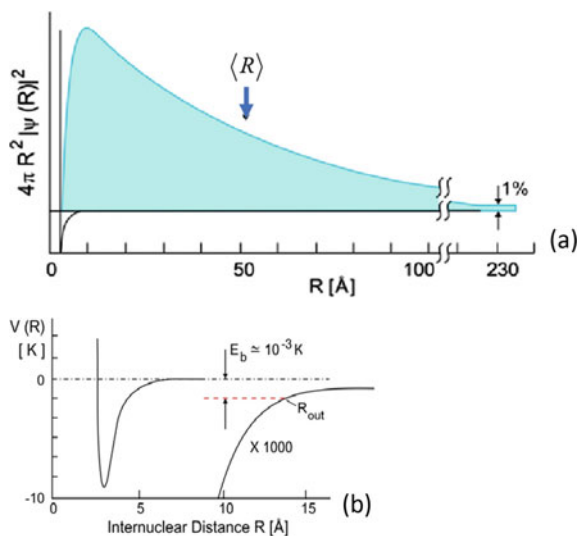 4π R² |ψ (R)|²
⟨R⟩
1%
0 50 100 230
R [Å]
(a)
V (R)
[ K ]
0
-10
E_b ≃ 10⁻³ K
R_out
X 1000
0 5 10 15
Internuclear Distance R [Å]
(b)